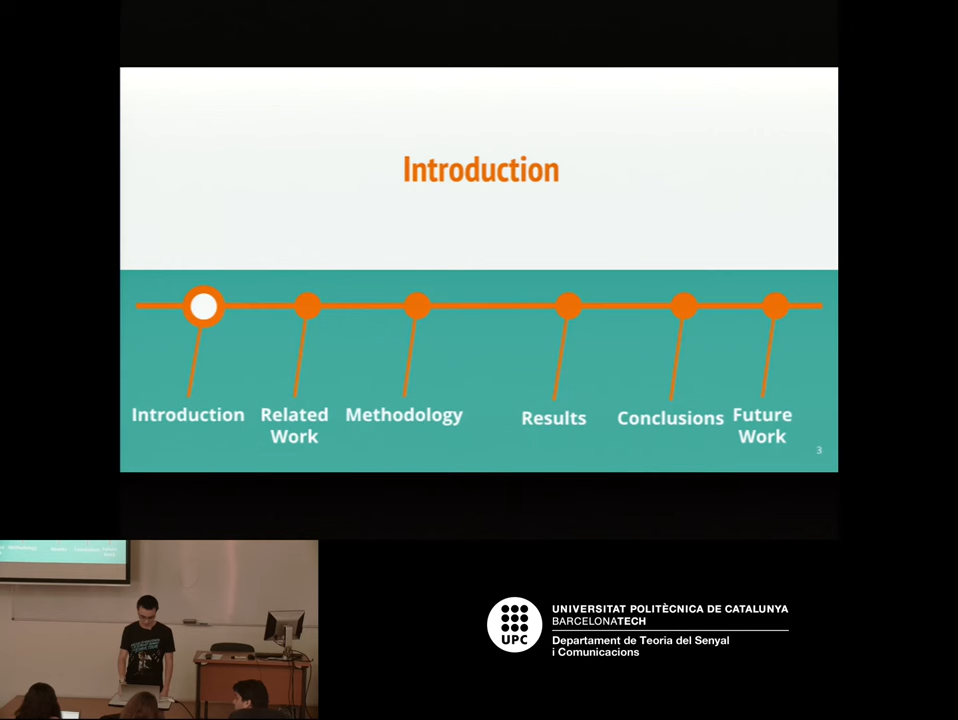 Introduction
Introduction
Related
Work
Methodology
Results
Conclusions
Future
Work
3
Methodology
UPC
UNIVERSITAT POLITÈCNICA DE CATALUNYA
BARCELONATECH
Departament de Teoria del Senyal
i Comunicacions